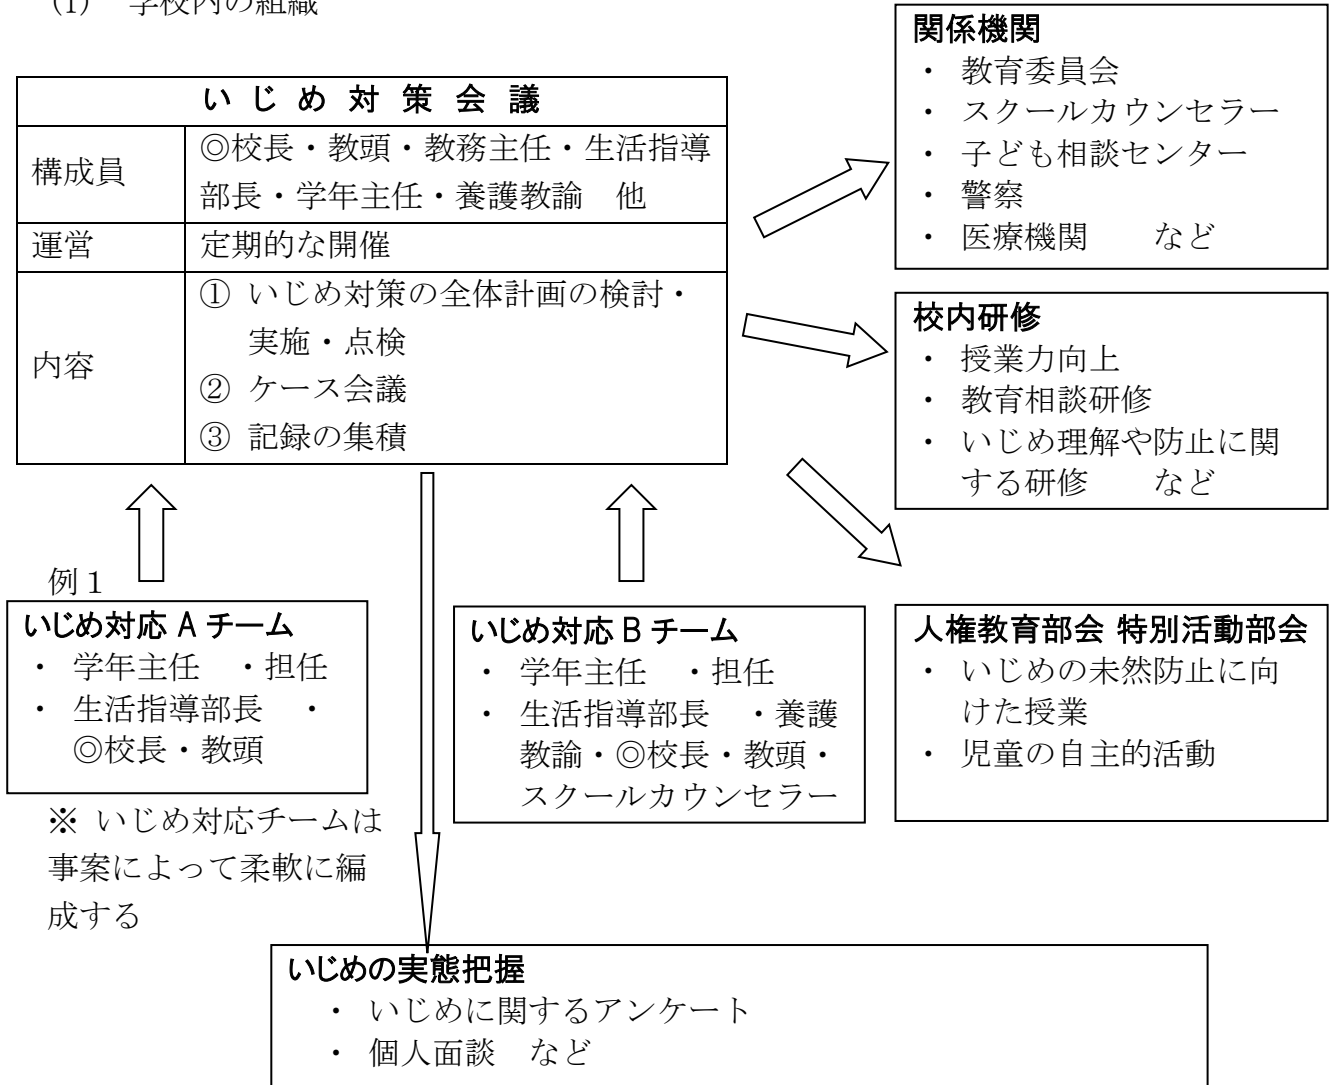 (1)　学校内の組織
いじめ対策会議
構成員
◎校長・教頭・教務主任・生活指導
部長・学年主任・養護教諭　他
運営
定期的な開催
内容
① いじめ対策の全体計画の検討・
実施・点検
② ケース会議
③ 記録の集積
関係機関
・ 教育委員会
・ スクールカウンセラー
・ 子ども相談センター
・ 警察
・ 医療機関　　など
校内研修
・ 授業力向上
・ 教育相談研修
・ いじめ理解や防止に関
する研修　　など
例１
いじめ対応 A チーム
・ 学年主任　・担任
・ 生活指導部長　・
◎校長・教頭
いじめ対応 B チーム
・ 学年主任　・担任
・ 生活指導部長　・養護
教諭・◎校長・教頭・
スクールカウンセラー
人権教育部会 特別活動部会
・ いじめの未然防止に向
けた授業
・ 児童の自主的活動
※ いじめ対応チームは
事案によって柔軟に編
成する
いじめの実態把握
・ いじめに関するアンケート
・ 個人面談　など